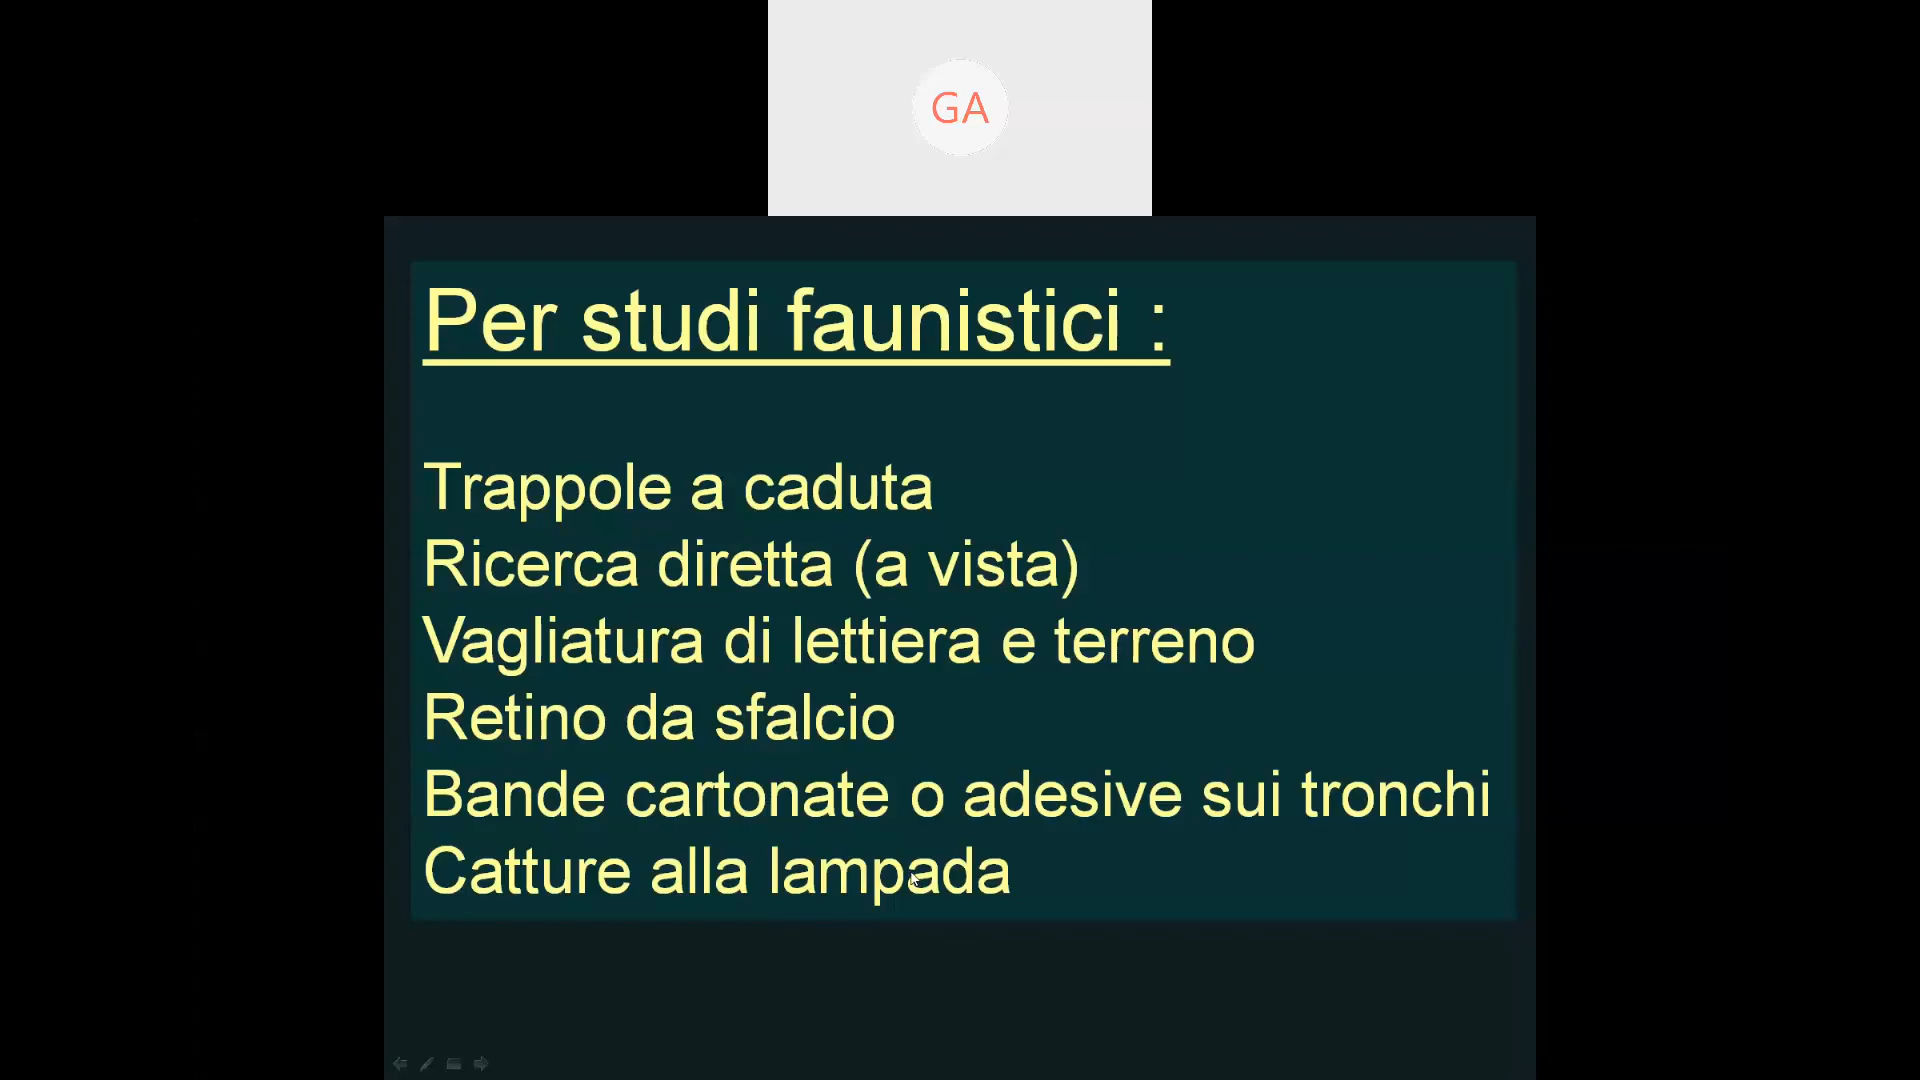 GA
Per studi faunistici :
Trappole a caduta
Ricerca diretta (a vista)
Vagliatura di lettiera e terreno
Retino da sfalcio
Bande cartonate o adesive sui tronchi
Catture alla lampada